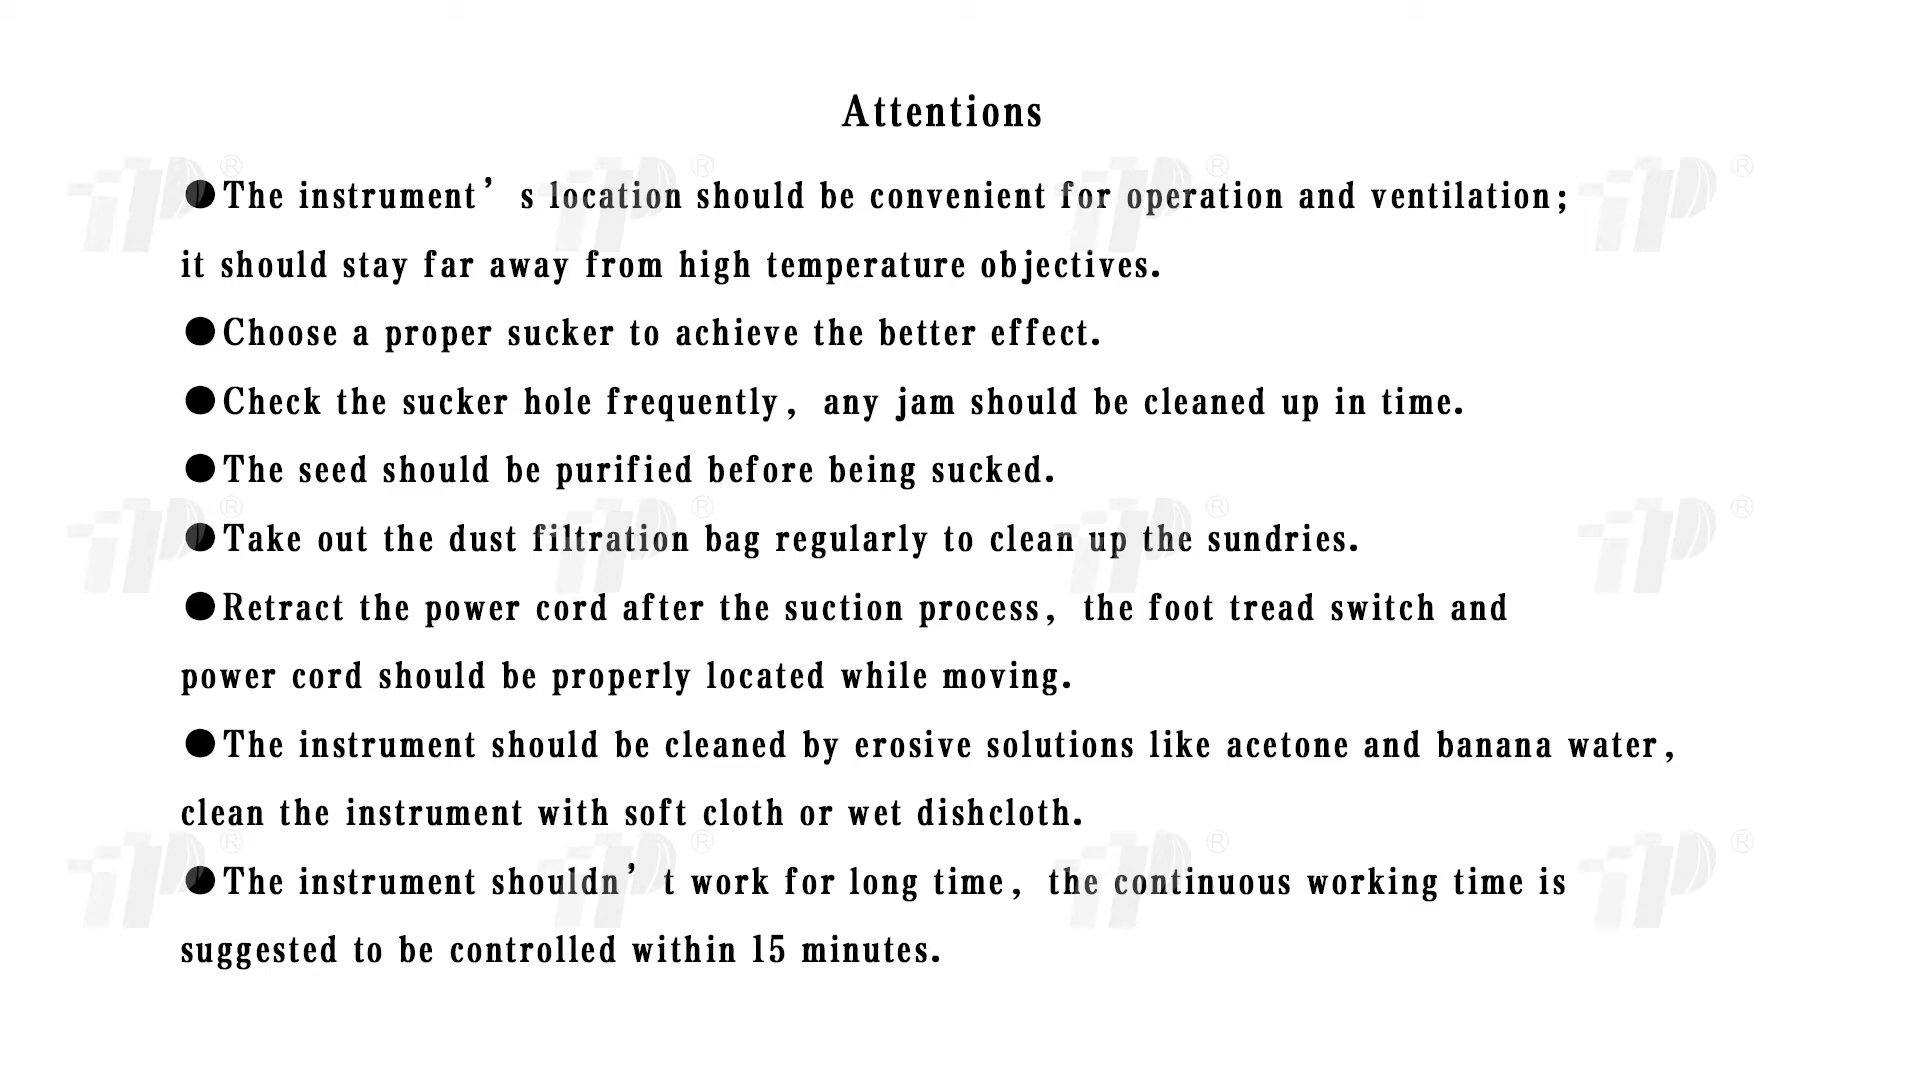 Attentions
●The instrument’s location should be convenient for operation and ventilation;
it should stay far away from high temperature objectives.
●Choose a proper sucker to achieve the better effect.
●Check the sucker hole frequently, any jam should be cleaned up in time.
●The seed should be purified before being sucked.
●Take out the dust filtration bag regularly to clean up the sundries.
●Retract the power cord after the suction process, the foot tread switch and
power cord should be properly located while moving.
●The instrument should be cleaned by erosive solutions like acetone and banana water,
clean the instrument with soft cloth or wet dishcloth.
●The instrument shouldn’t work for long time, the continuous working time is
suggested to be controlled within 15 minutes.